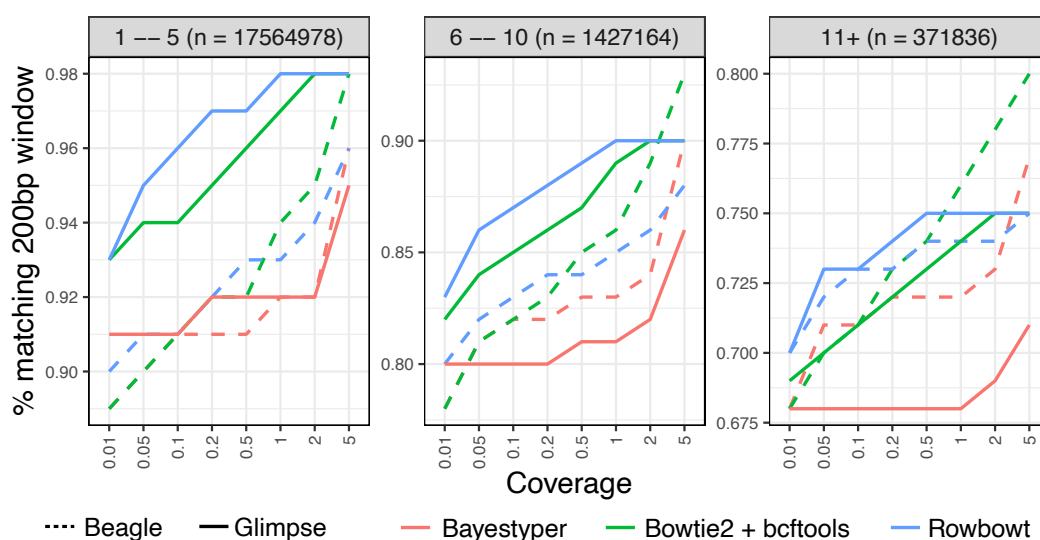 1 −− 5 (n = 17564978)
6 −− 10 (n = 1427164)
11+ (n = 371836)
% matching 200bp window
0.98
0.96
0.94
0.92
0.90
0.90
0.85
0.80
0.800
0.775
0.750
0.725
0.700
0.675
0.01 0.05 0.1 0.2 0.5 1 2 5
0.01 0.05 0.1 0.2 0.5 1 2 5
0.01 0.05 0.1 0.2 0.5 1 2 5
Coverage
Beagle Glimpse Bayestyper Bowtie2 + bcftools Rowbowt